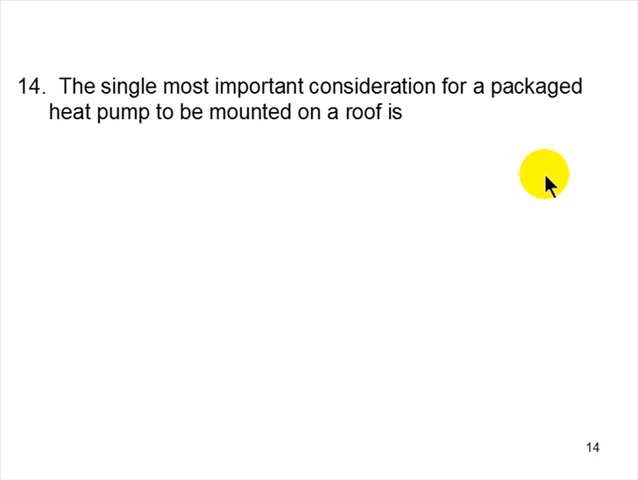 14. The single most important consideration for a packaged
heat pump to be mounted on a roof is
14